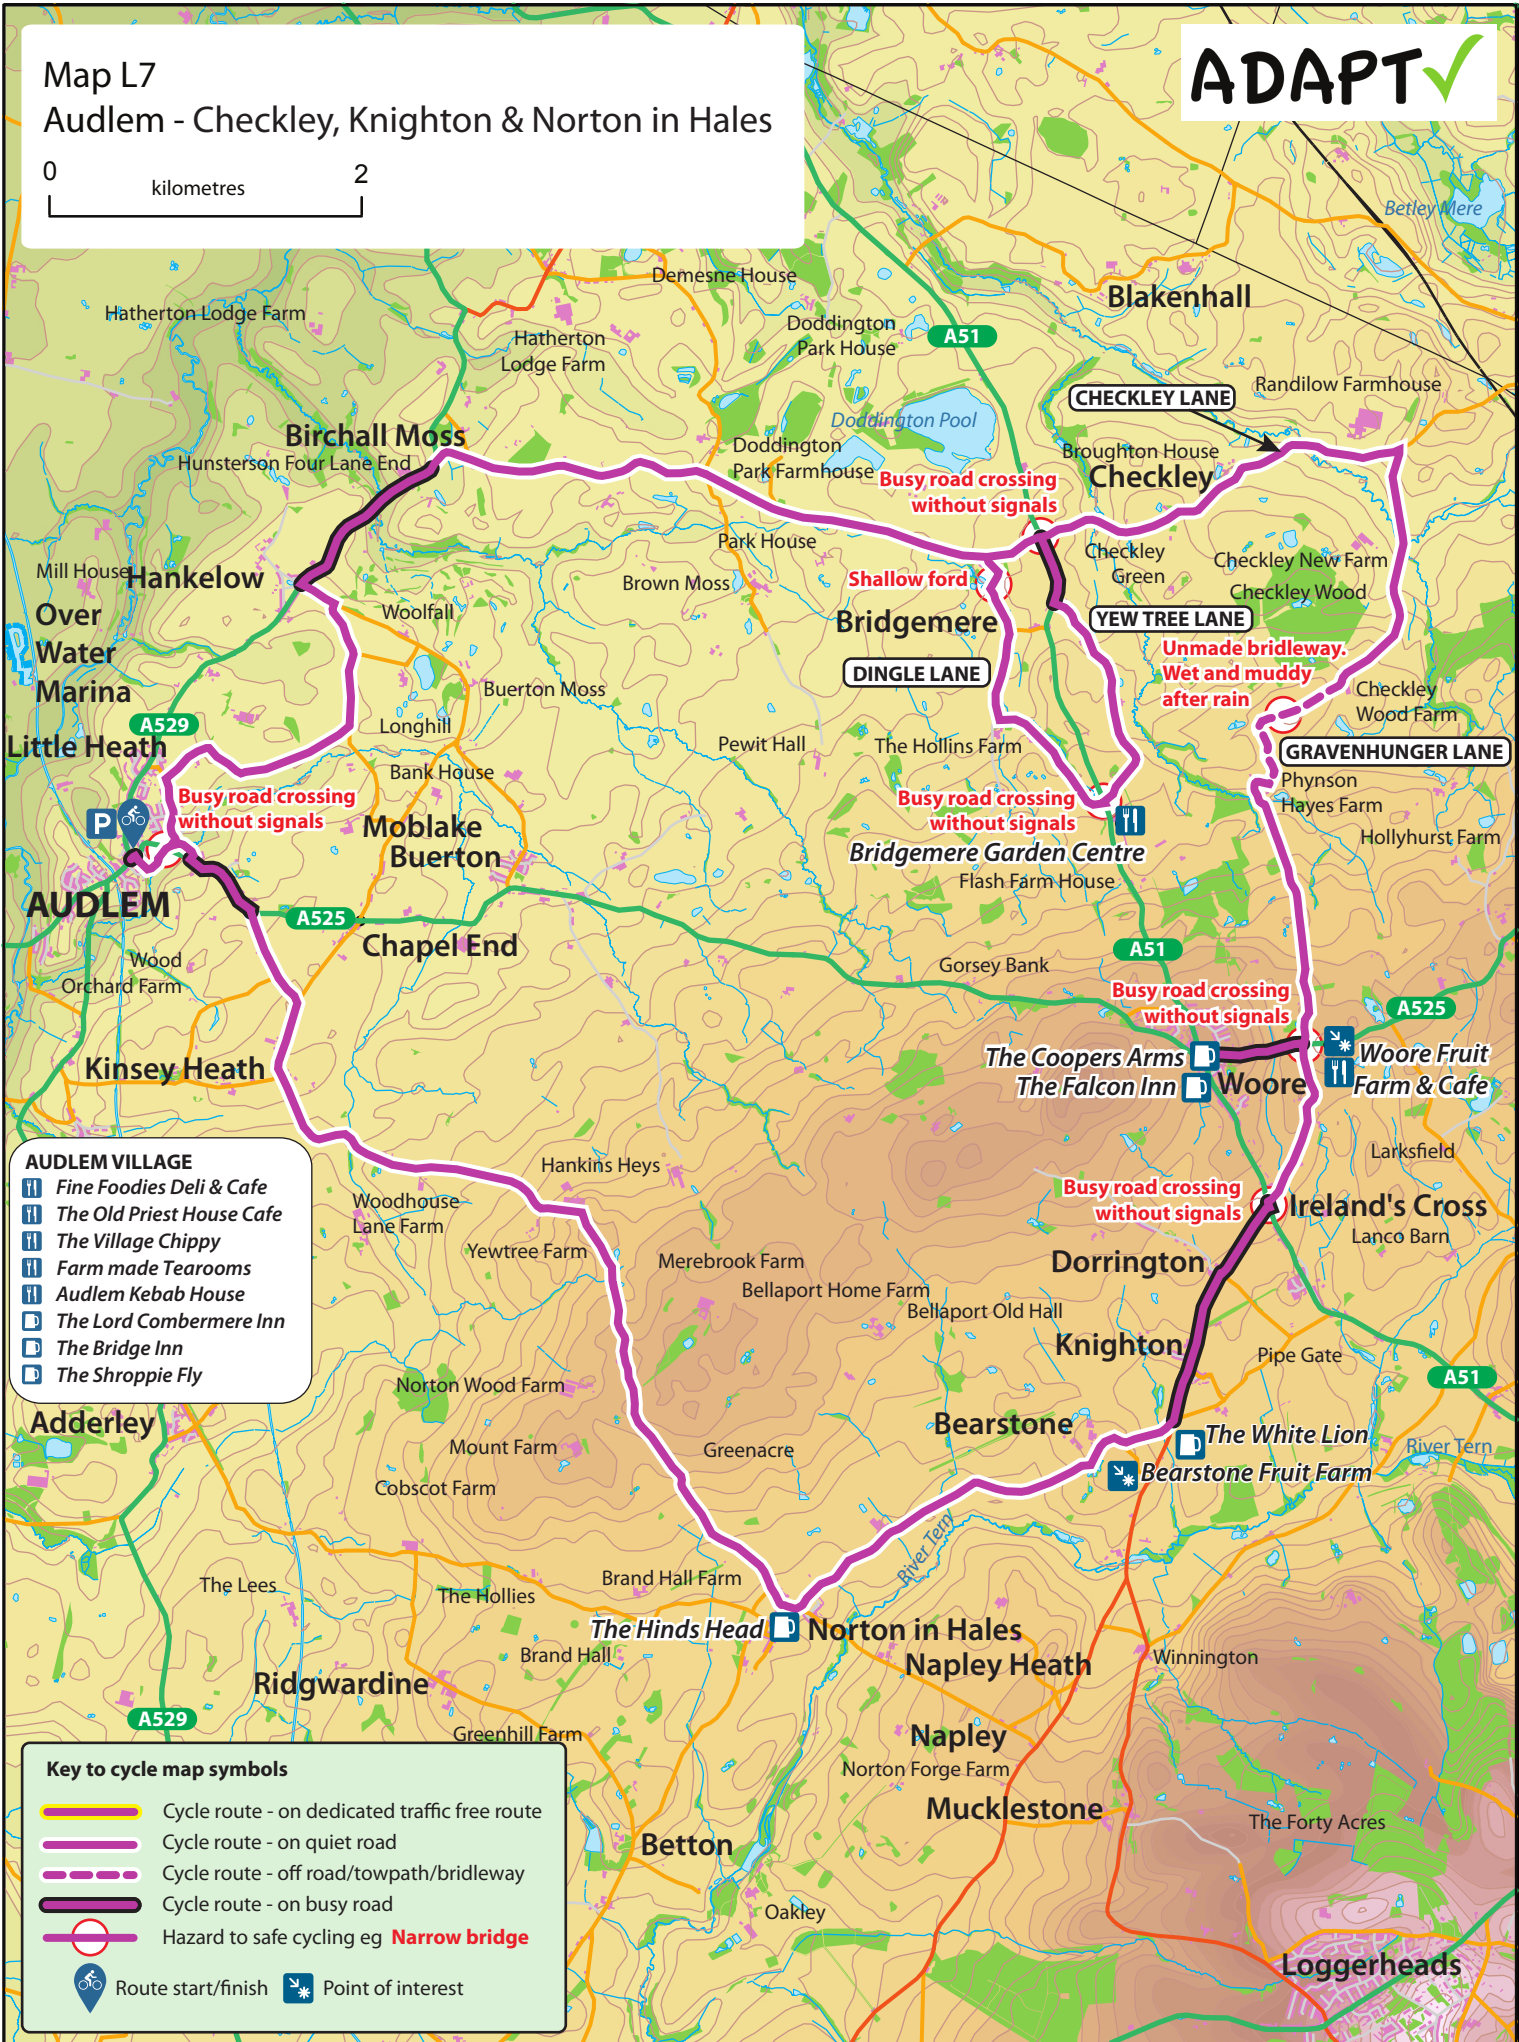 Map L7
Audlem - Checkley, Knighton & Norton in Hales
0
2
kilometres
ADAPT
Betley Mere
Demesne House
Blakenhall
Hatherton Lodge Farm
Doddington
Park House
A51
Hatherton
Lodge Farm
Randilow Farmhouse
CHECKLEY LANE
Doddington Pool
Birchall Moss
Hunsterson Four Lane End
Doddington
Park Farmhouse
Broughton House
Checkley
Busy road crossing
without signals
Park House
Checkley
Green
Checkley New Farm
Checkley Wood
Mill House
Hankelow
Brown Moss
Shallow ford
Over
Water
Marina
Woolfall
Bridgemere
YEW TREE LANE
Unmade bridleway.
Wet and muddy
after rain
DINGLE LANE
Buerton Moss
Checkley
Wood Farm
A529
Longhill
Little Heath
Pewit Hall
The Hollins Farm
GRAVENHUNGER LANE
Bank House
Phynson
Hayes Farm
Busy road crossing
without signals
P
Busy road crossing
without signals
Moblake
Buerton
Hollyhurst Farm
Bridgemere Garden Centre
Flash Farm House
AUDLEM
A525
Chapel End
A51
Wood
Orchard Farm
Gorsey Bank
Busy road crossing
without signals
A525
Kinsey Heath
The Coopers Arms
The Falcon Inn
Woore
Woore Fruit
Farm & Cafe
AUDLEM VILLAGE
Fine Foodies Deli & Cafe
The Old Priest House Cafe
The Village Chippy
Farm made Tearooms
Audlem Kebab House
The Lord Combermere Inn
The Bridge Inn
The Shroppie Fly
Larksfield
Hankins Heys
Busy road crossing
without signals
Ireland's Cross
Lanco Barn
Woodhouse
Lane Farm
Yewtree Farm
Merebrook Farm
Dorrington
Bellaport Home Farm
Bellaport Old Hall
Knighton
Pipe Gate
A51
Norton Wood Farm
Adderley
Bearstone
The White Lion
Mount Farm
Greenacre
River Tern
Bearstone Fruit Farm
Cobscot Farm
River Tern
The Lees
Brand Hall Farm
The Hollies
The Hinds Head
Norton in Hales
Brand Hall
Napley Heath
Winnington
Ridgwardine
A529
Greenhill Farm
Napley
Norton Forge Farm
Mucklestone
The Forty Acres
Betton
Oakley
Loggerheads
Key to cycle map symbols
Cycle route - on dedicated traffic free route
Cycle route - on quiet road
Cycle route - off road/towpath/bridleway
Cycle route - on busy road
Hazard to safe cycling eg Narrow bridge
Route start/finish
Point of interest